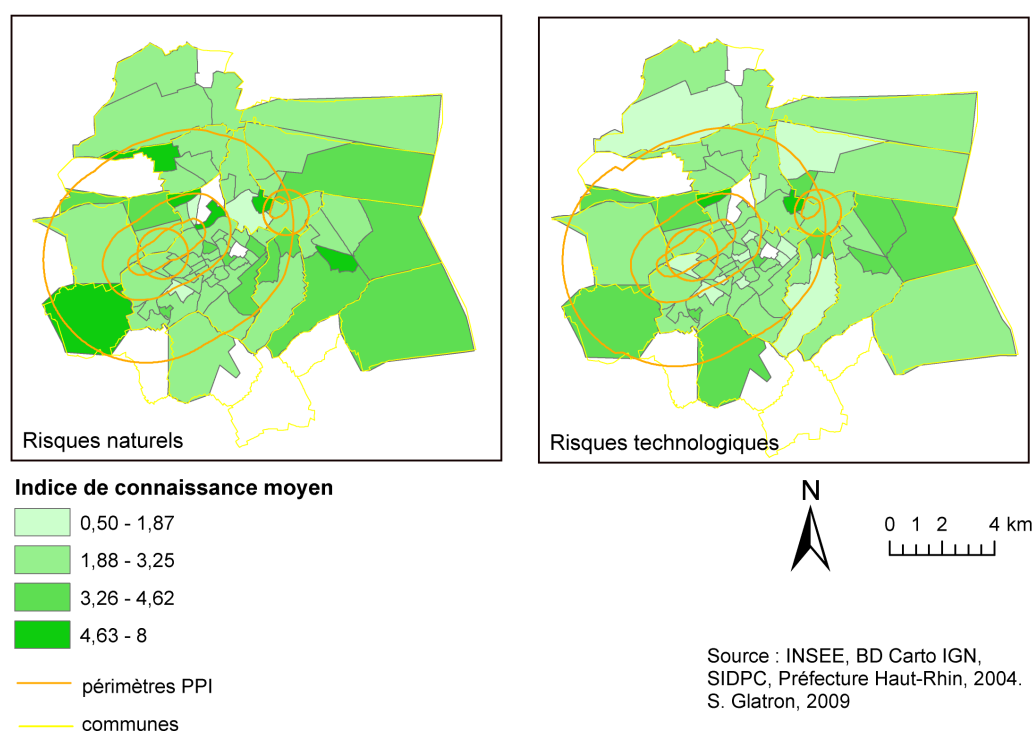 Risques naturels
Risques technologiques
Indice de connaissance moyen
0,50 - 1,87
1,88 - 3,25
3,26 - 4,62
4,63 - 8
périmètres PPI
communes
N
0 1 2 4 km
Source : INSEE, BD Carto IGN,
SIDPC, Préfecture Haut-Rhin, 2004.
S. Glatron, 2009